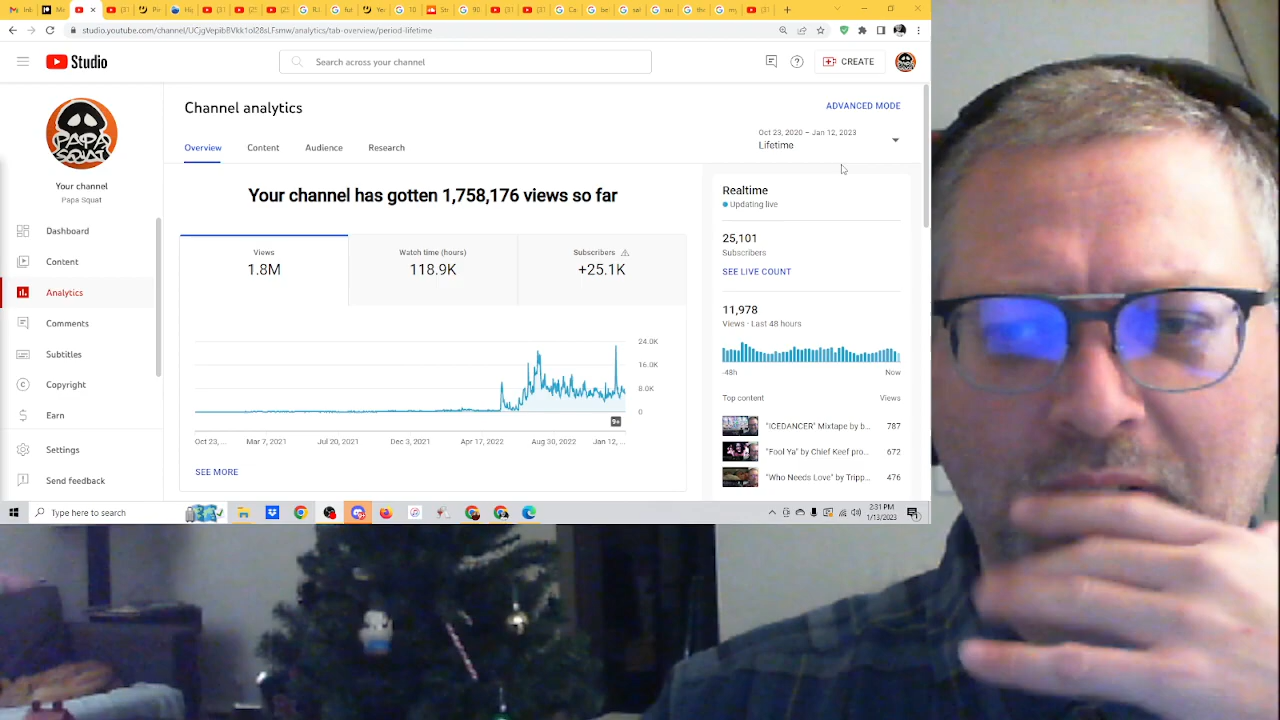 studio.youtube.com/channel/UCjgVepibBVkk1ol28sLFsmw/analytics/tab-overview/period-lifetime
Studio
Search across your channel
CREATE
PAPA
SQUAT
Your channel
Papa Squat
Dashboard
Content
Analytics
Comments
Subtitles
Copyright
Earn
Settings
Send feedback
Channel analytics
ADVANCED MODE
Overview
Content
Audience
Research
Oct 23, 2020 – Jan 12, 2023
Lifetime
Your channel has gotten 1,758,176 views so far
Views
1.8M
Watch time (hours)
118.9K
Subscribers
+25.1K
24.0K
16.0K
8.0K
0
9+
Oct 23,...
Mar 7, 2021
Jul 20, 2021
Dec 3, 2021
Apr 17, 2022
Aug 30, 2022
Jan 12, ...
SEE MORE
Realtime
Updating live
25,101
Subscribers
SEE LIVE COUNT
11,978
Views · Last 48 hours
-48h
Now
Top content
Views
"ICEDANCER" Mixtape by b...
787
"Fool Ya" by Chief Keef pro...
672
"Who Needs Love" by Tripp...
476
Type here to search
2:31 PM
1/13/2023